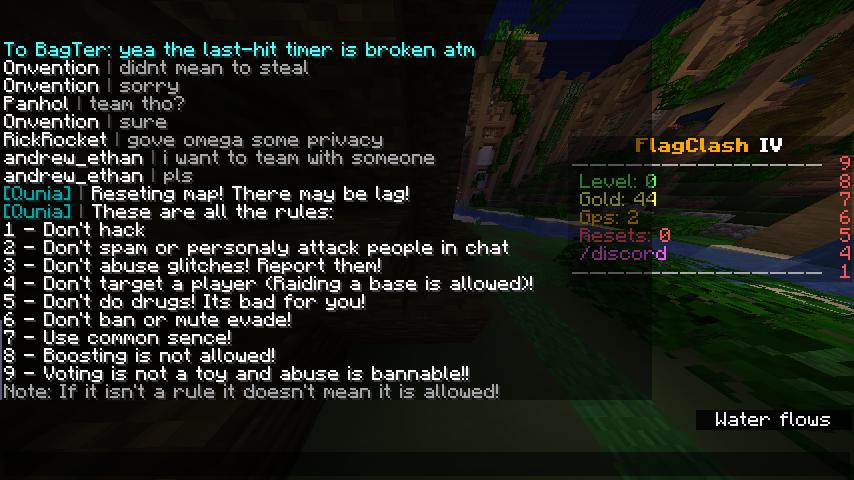 To BagTer: yea the last-hit timer is broken atm
Onvention | didnt mean to steal
Onvention | sorry
Panhol | team tho?
Onvention | sure
RickRocket | gove omega some privacy
andrew_ethan | i want to team with someone
andrew_ethan | pls
[Qunia] | Reseting map! There may be lag!
[Qunia] | These are all the rules:
1 - Don't hack
2 - Don't spam or personaly attack people in chat
3 - Don't abuse glitches! Report them!
4 - Don't target a player (Raiding a base is allowed)!
5 - Don't do drugs! Its bad for you!
6 - Don't ban or mute evade!
7 - Use common sence!
8 - Boosting is not allowed!
9 - Voting is not a toy and abuse is bannable!!
Note: If it isn't a rule it doesn't mean it is allowed!
FlagClash IV
9
Level: 0 8
Gold: 44 7
Gps: 2 6
Resets: 0 5
/discord 4
1
Water flows